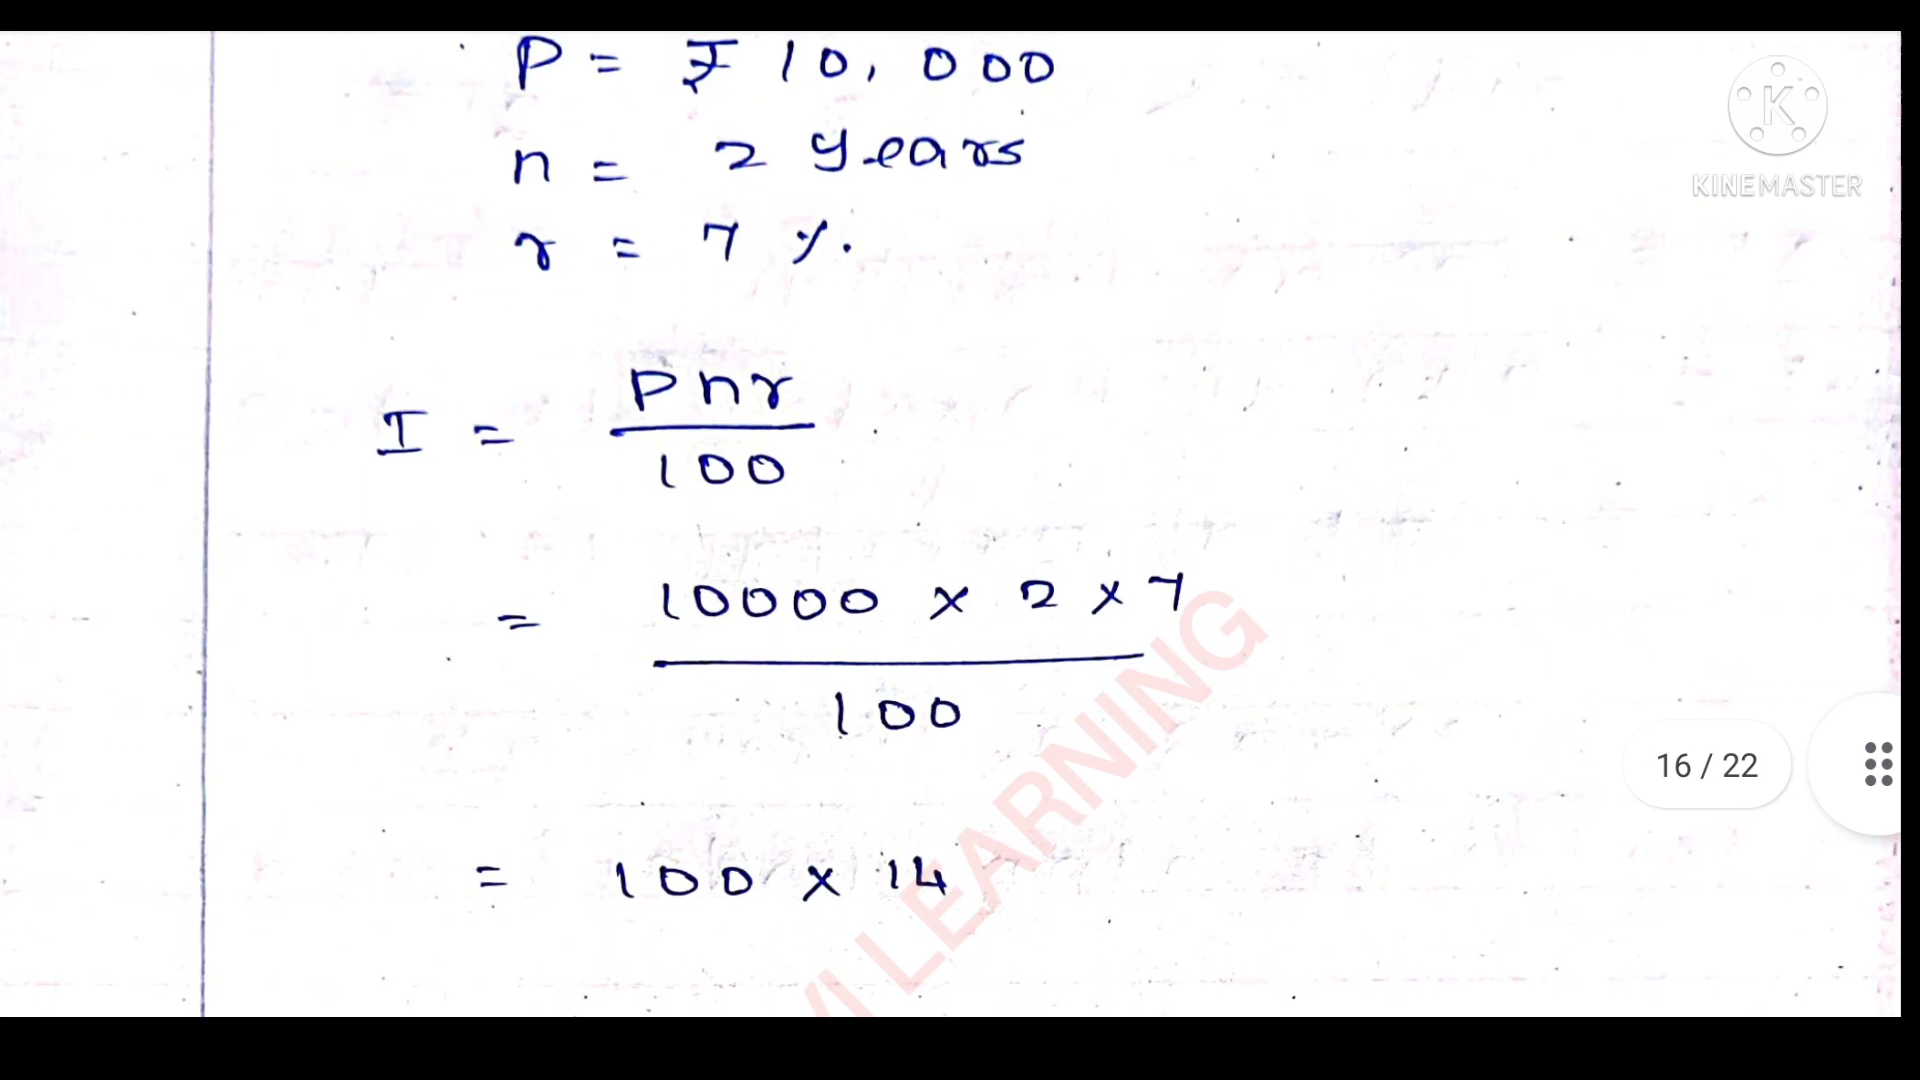 P = ₹ 10,000
n = 2 years
r = 7 %.
I = Pnr
100
= 10000 × 2 × 7
100
= 100 × 14
KINEMASTER
16 / 22
LEARNING